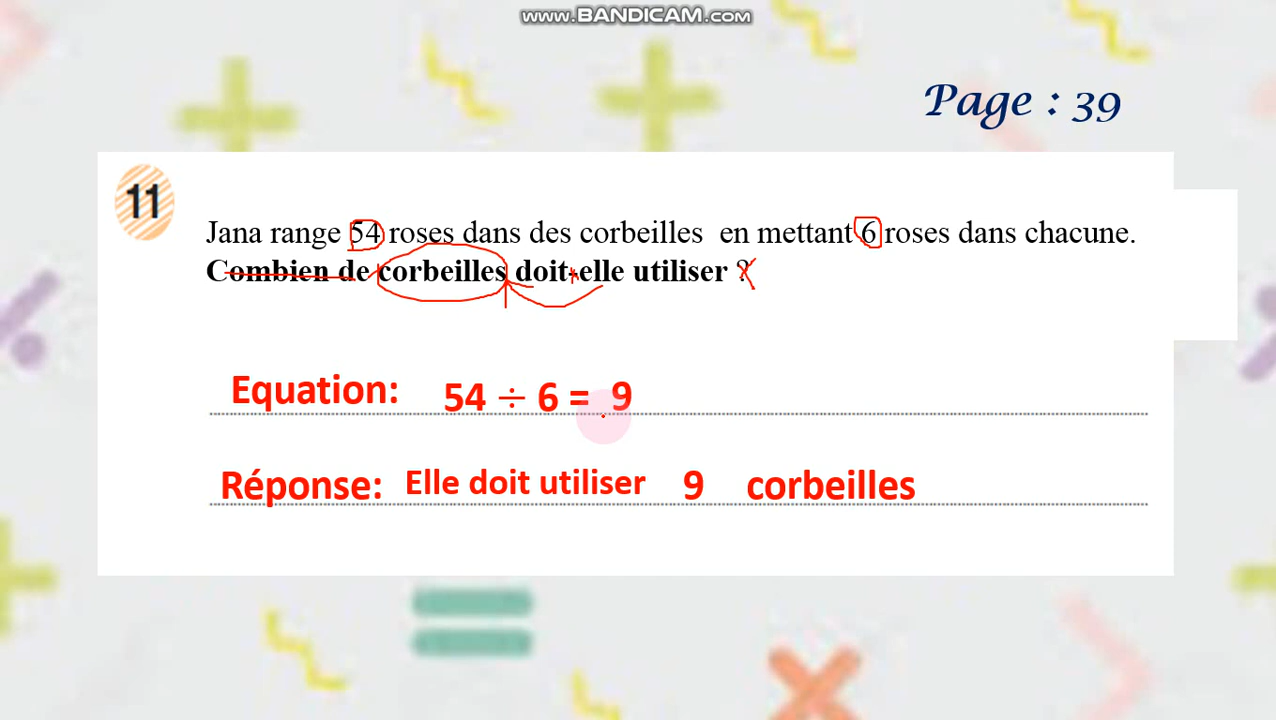 www.BANDICAM.com
Page : 39
11
Jana range 54 roses dans des corbeilles en mettant 6 roses dans chacune.
Combien de corbeilles doit-elle utiliser ?
Equation: 54 ÷ 6 = 9
Réponse: Elle doit utiliser 9 corbeilles